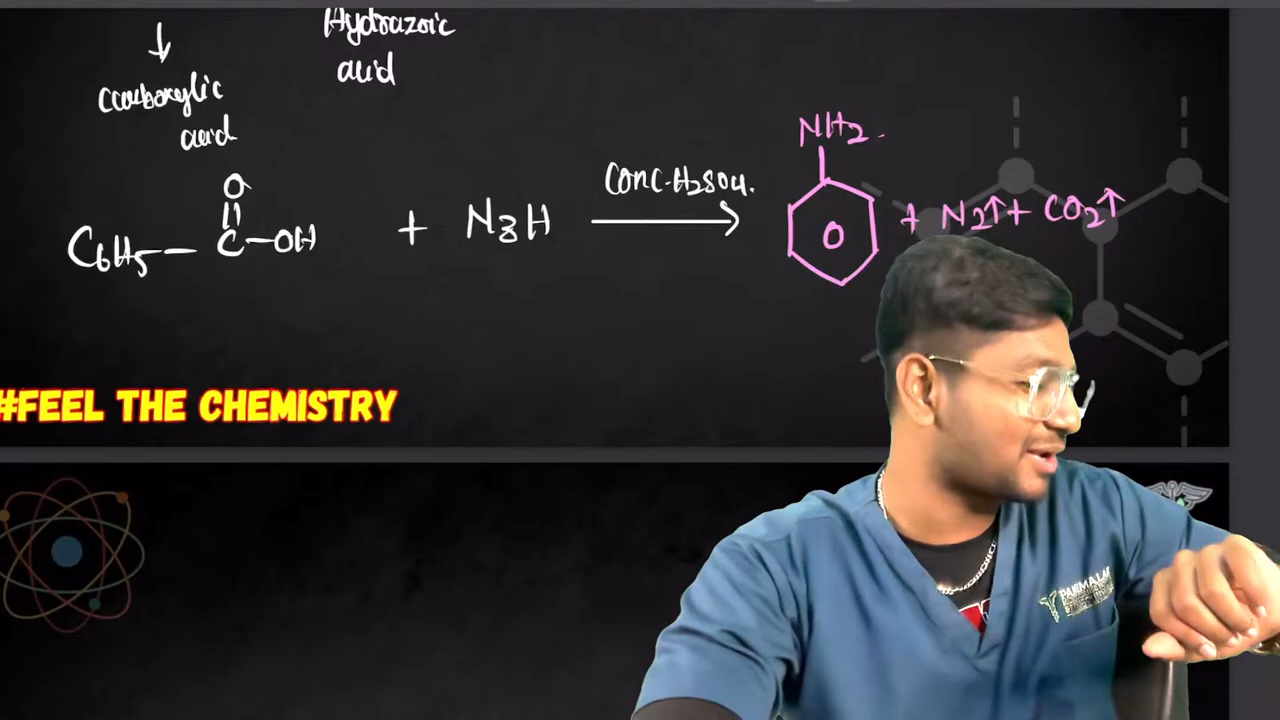 Hydrazoic
acid
↓
Carboxylic
acid
O
||
C6H5 — C — OH + N3H
Conc. H2SO4.
⟶
NH2.
+ N2↑ + CO2↑
#FEEL THE CHEMISTRY